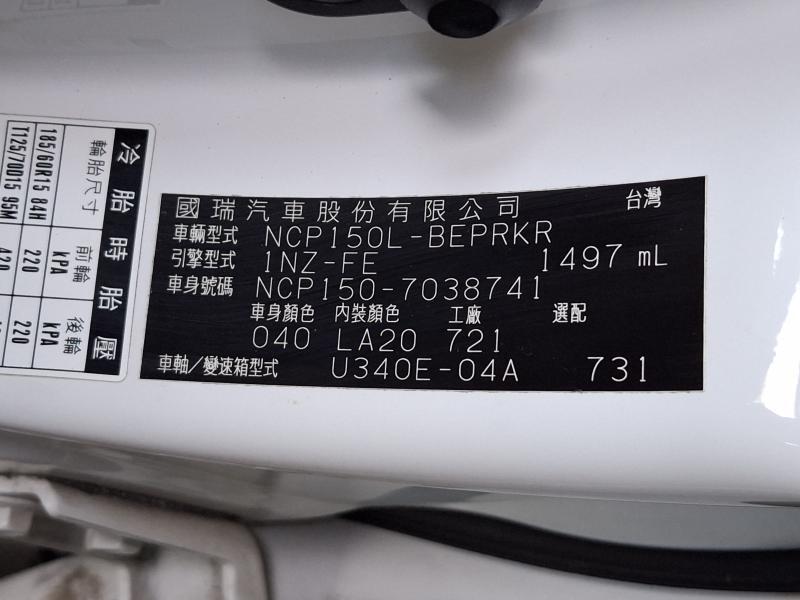 國瑞汽車股份有限公司 台灣
車輛型式 NCP150L-BEPRKR
引擎型式 1NZ-FE 1497 mL
車身號碼 NCP150-7038741
車身顏色 內裝顏色 工廠 選配
040 LA20 721
車軸/變速箱型式 U340E-04A 731
冷胎時胎壓
輪胎尺寸 前輪 後輪
kPa kPa
185/60R15 84H 220 220
T125/70D15 95M 420